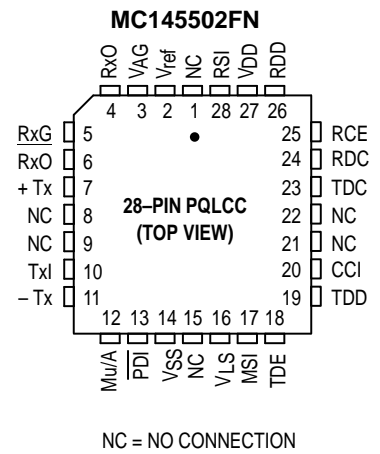 MC145502FN
RxO VAG Vref NC RSI VDD RDD
4 3 2 1 28 27 26
RxG 5 25 RCE
RxO 6 24 RDC
+ Tx 7 23 TDC
NC 8 28–PIN PQLCC 22 NC
NC 9 (TOP VIEW) 21 NC
TxI 10 20 CCI
– Tx 11 19 TDD
12 13 14 15 16 17 18
Mu/A PDI VSS NC VLS MSI TDE
NC = NO CONNECTION